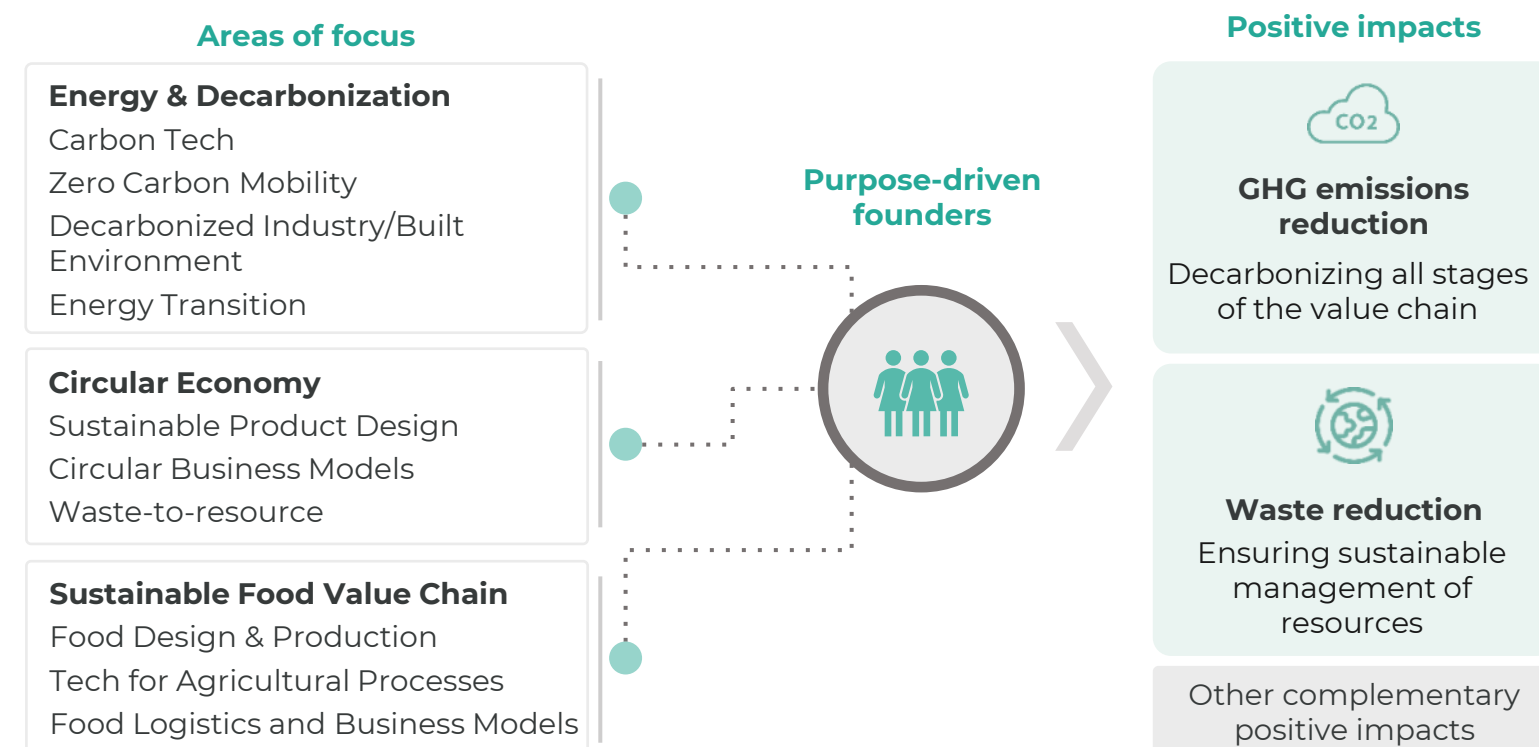 Areas of focus
Energy & Decarbonization
Carbon Tech
Zero Carbon Mobility
Decarbonized Industry/Built
Environment
Energy Transition
Circular Economy
Sustainable Product Design
Circular Business Models
Waste-to-resource
Sustainable Food Value Chain
Food Design & Production
Tech for Agricultural Processes
Food Logistics and Business Models
Purpose-driven
founders
Positive impacts
CO2
GHG emissions
reduction
Decarbonizing all stages
of the value chain
Waste reduction
Ensuring sustainable
management of
resources
Other complementary
positive impacts